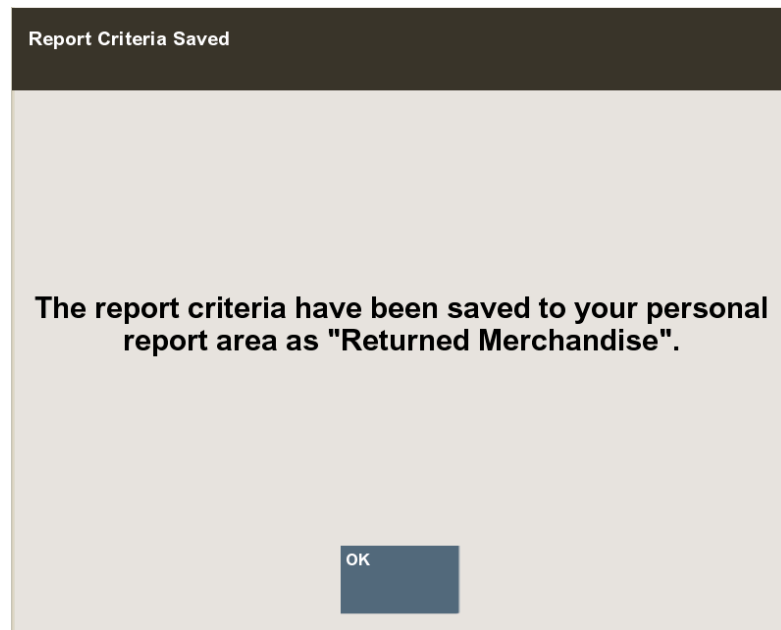 Report Criteria Saved
The report criteria have been saved to your personal
report area as "Returned Merchandise".
OK